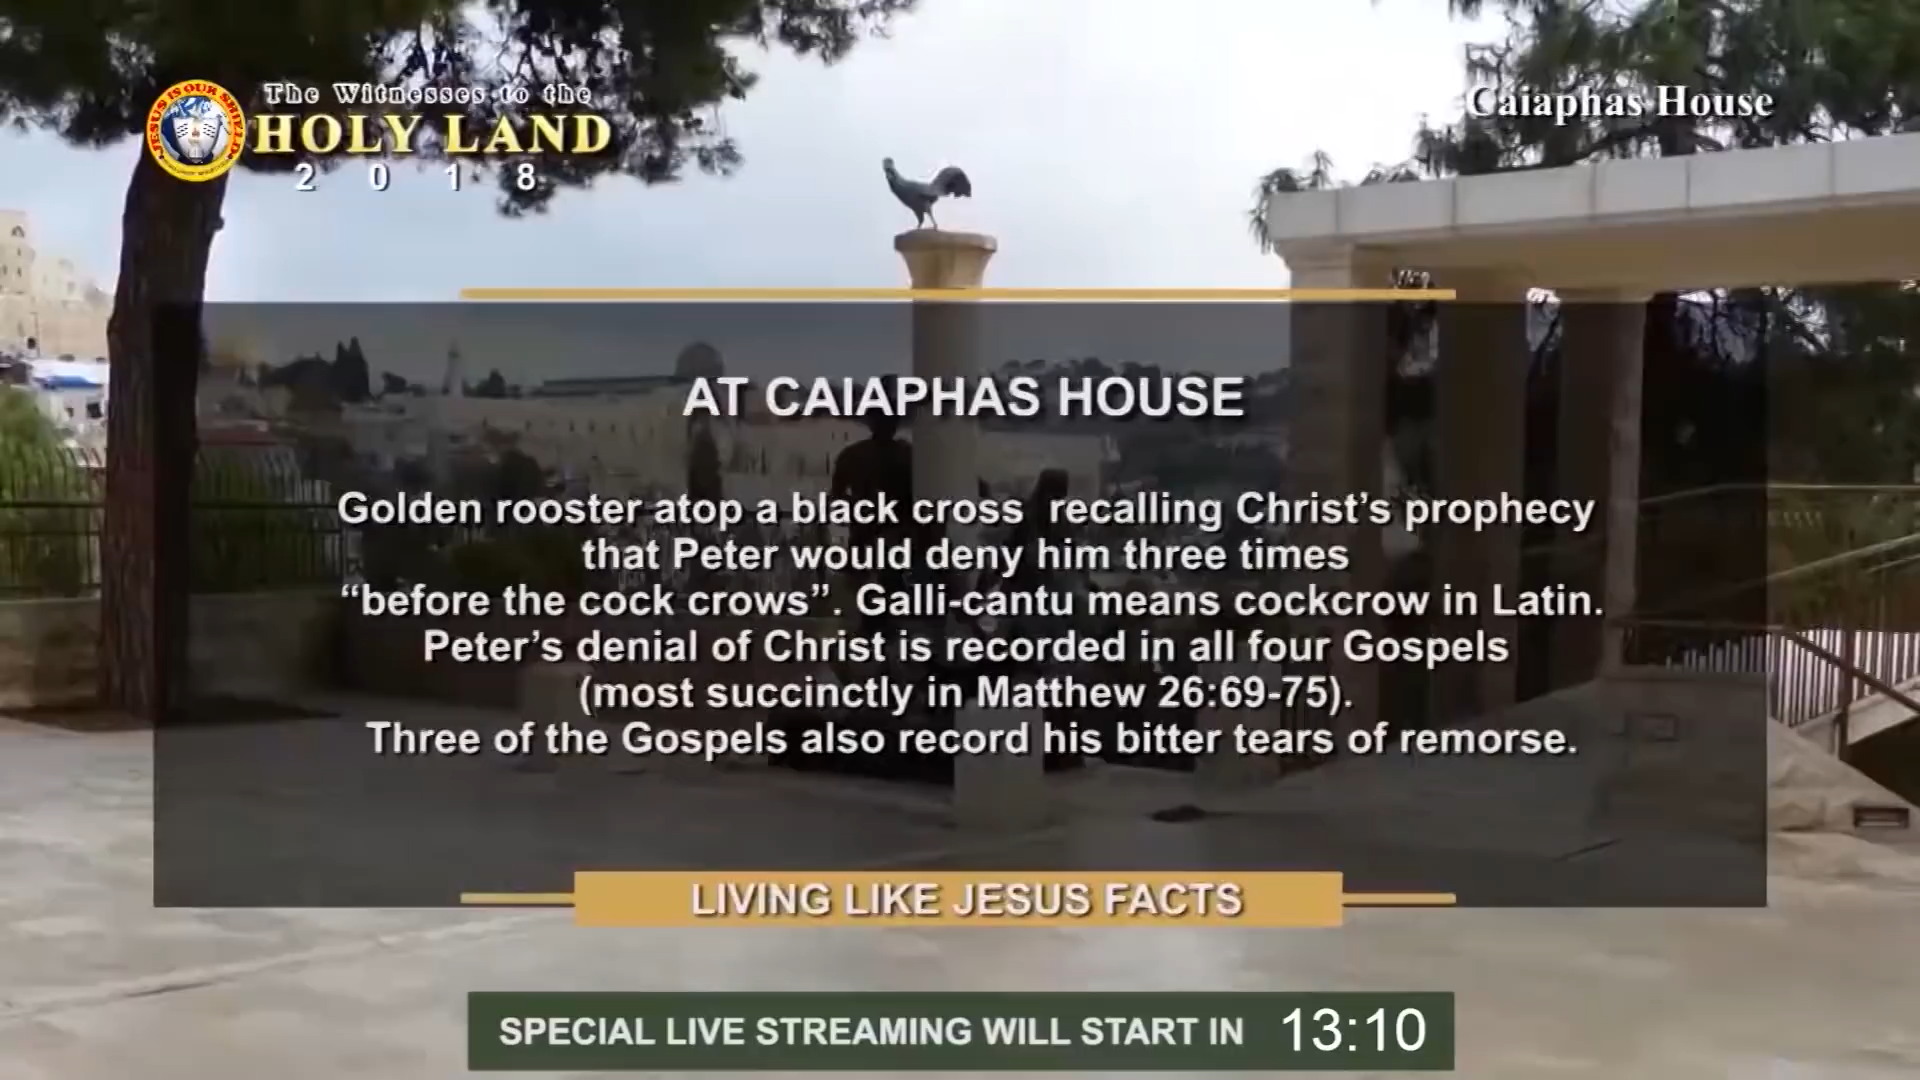 JESUS IS OUR SHIELD
The Witnesses to the
HOLY LAND
2 0 1 8
Caiaphas House
AT CAIAPHAS HOUSE
Golden rooster atop a black cross recalling Christ’s prophecy
that Peter would deny him three times
“before the cock crows”. Galli-cantu means cockcrow in Latin.
Peter’s denial of Christ is recorded in all four Gospels
(most succinctly in Matthew 26:69-75).
Three of the Gospels also record his bitter tears of remorse.
LIVING LIKE JESUS FACTS
SPECIAL LIVE STREAMING WILL START IN 13:10